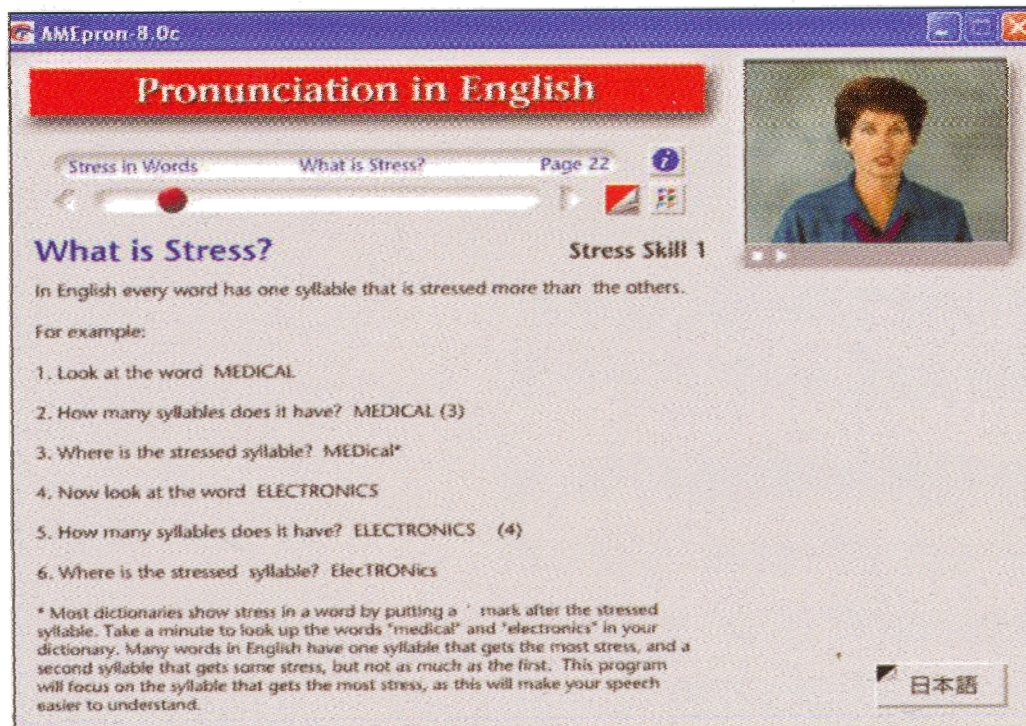 AMEpron-8.0c
Pronunciation in English
Stress in Words What is Stress? Page 22
What is Stress? Stress Skill 1
In English every word has one syllable that is stressed more than the others.
For example:
1. Look at the word MEDICAL
2. How many syllables does it have? MEDICAL (3)
3. Where is the stressed syllable? MEDical*
4. Now look at the word ELECTRONICS
5. How many syllables does it have? ELECTRONICS (4)
6. Where is the stressed syllable? ElecTRONics
* Most dictionaries show stress in a word by putting a ' mark after the stressed
syllable. Take a minute to look up the words "medical" and "electronics" in your
dictionary. Many words in English have one syllable that gets the most stress, and a
second syllable that gets some stress, but not as much as the first. This program
will focus on the syllable that gets the most stress, as this will make your speech
easier to understand.
日本語